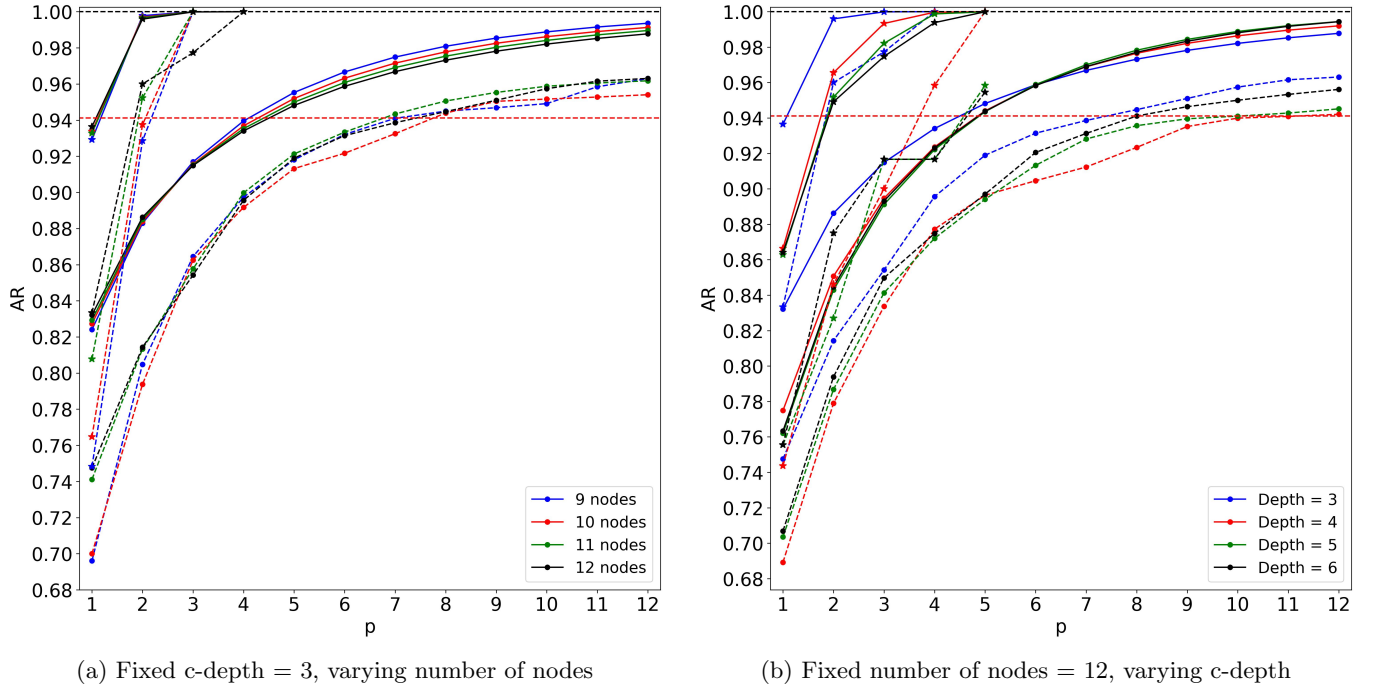 1.00
0.98
0.96
0.94
0.92
0.90
0.88
0.86
0.84
0.82
0.80
0.78
0.76
0.74
0.72
0.70
0.68
AR
1 2 3 4 5 6 7 8 9 10 11 12
p
9 nodes
10 nodes
11 nodes
12 nodes
(a) Fixed c-depth = 3, varying number of nodes
1.00
0.98
0.96
0.94
0.92
0.90
0.88
0.86
0.84
0.82
0.80
0.78
0.76
0.74
0.72
0.70
0.68
AR
1 2 3 4 5 6 7 8 9 10 11 12
p
Depth = 3
Depth = 4
Depth = 5
Depth = 6
(b) Fixed number of nodes = 12, varying c-depth